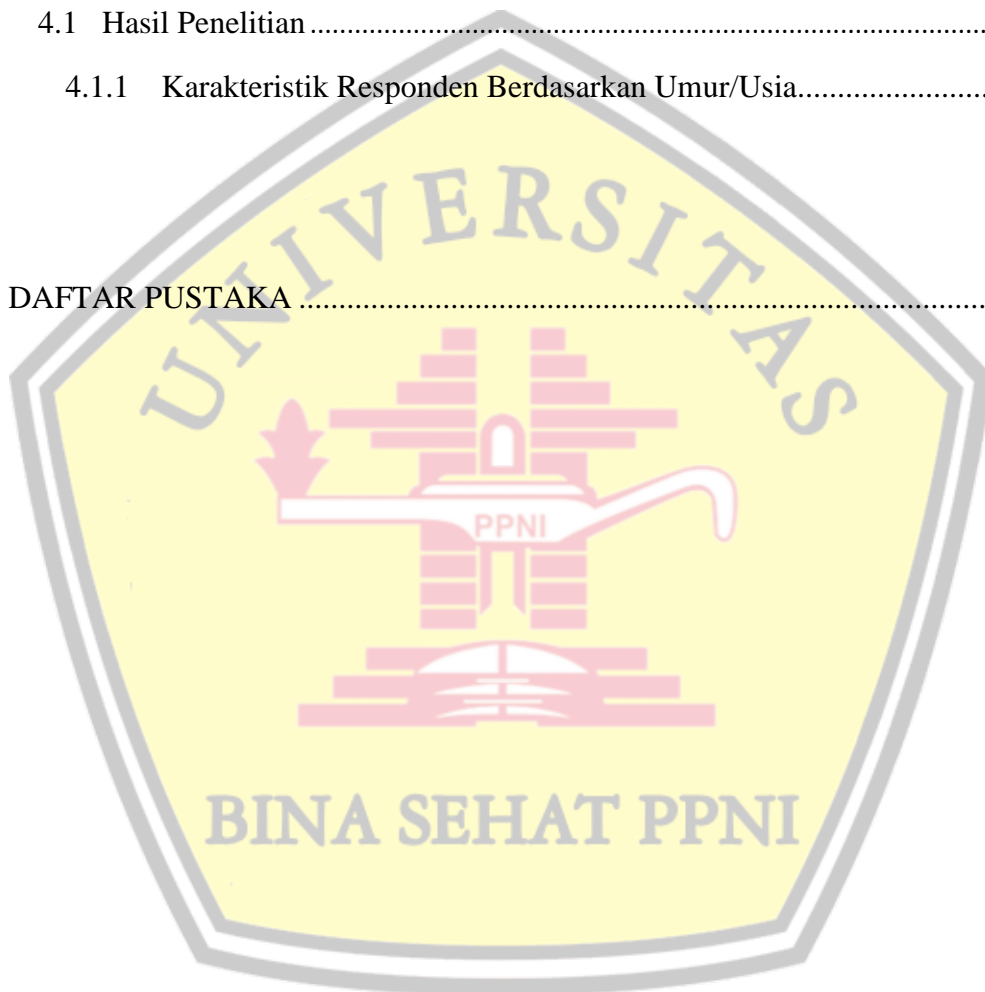 4.1 Hasil Penelitian ....................................................................................
4.1.1 Karakteristik Responden Berdasarkan Umur/Usia........................
UNIVERSITAS
DAFTAR PUSTAKA ....................................................................................
PPNI
BINA SEHAT PPNI